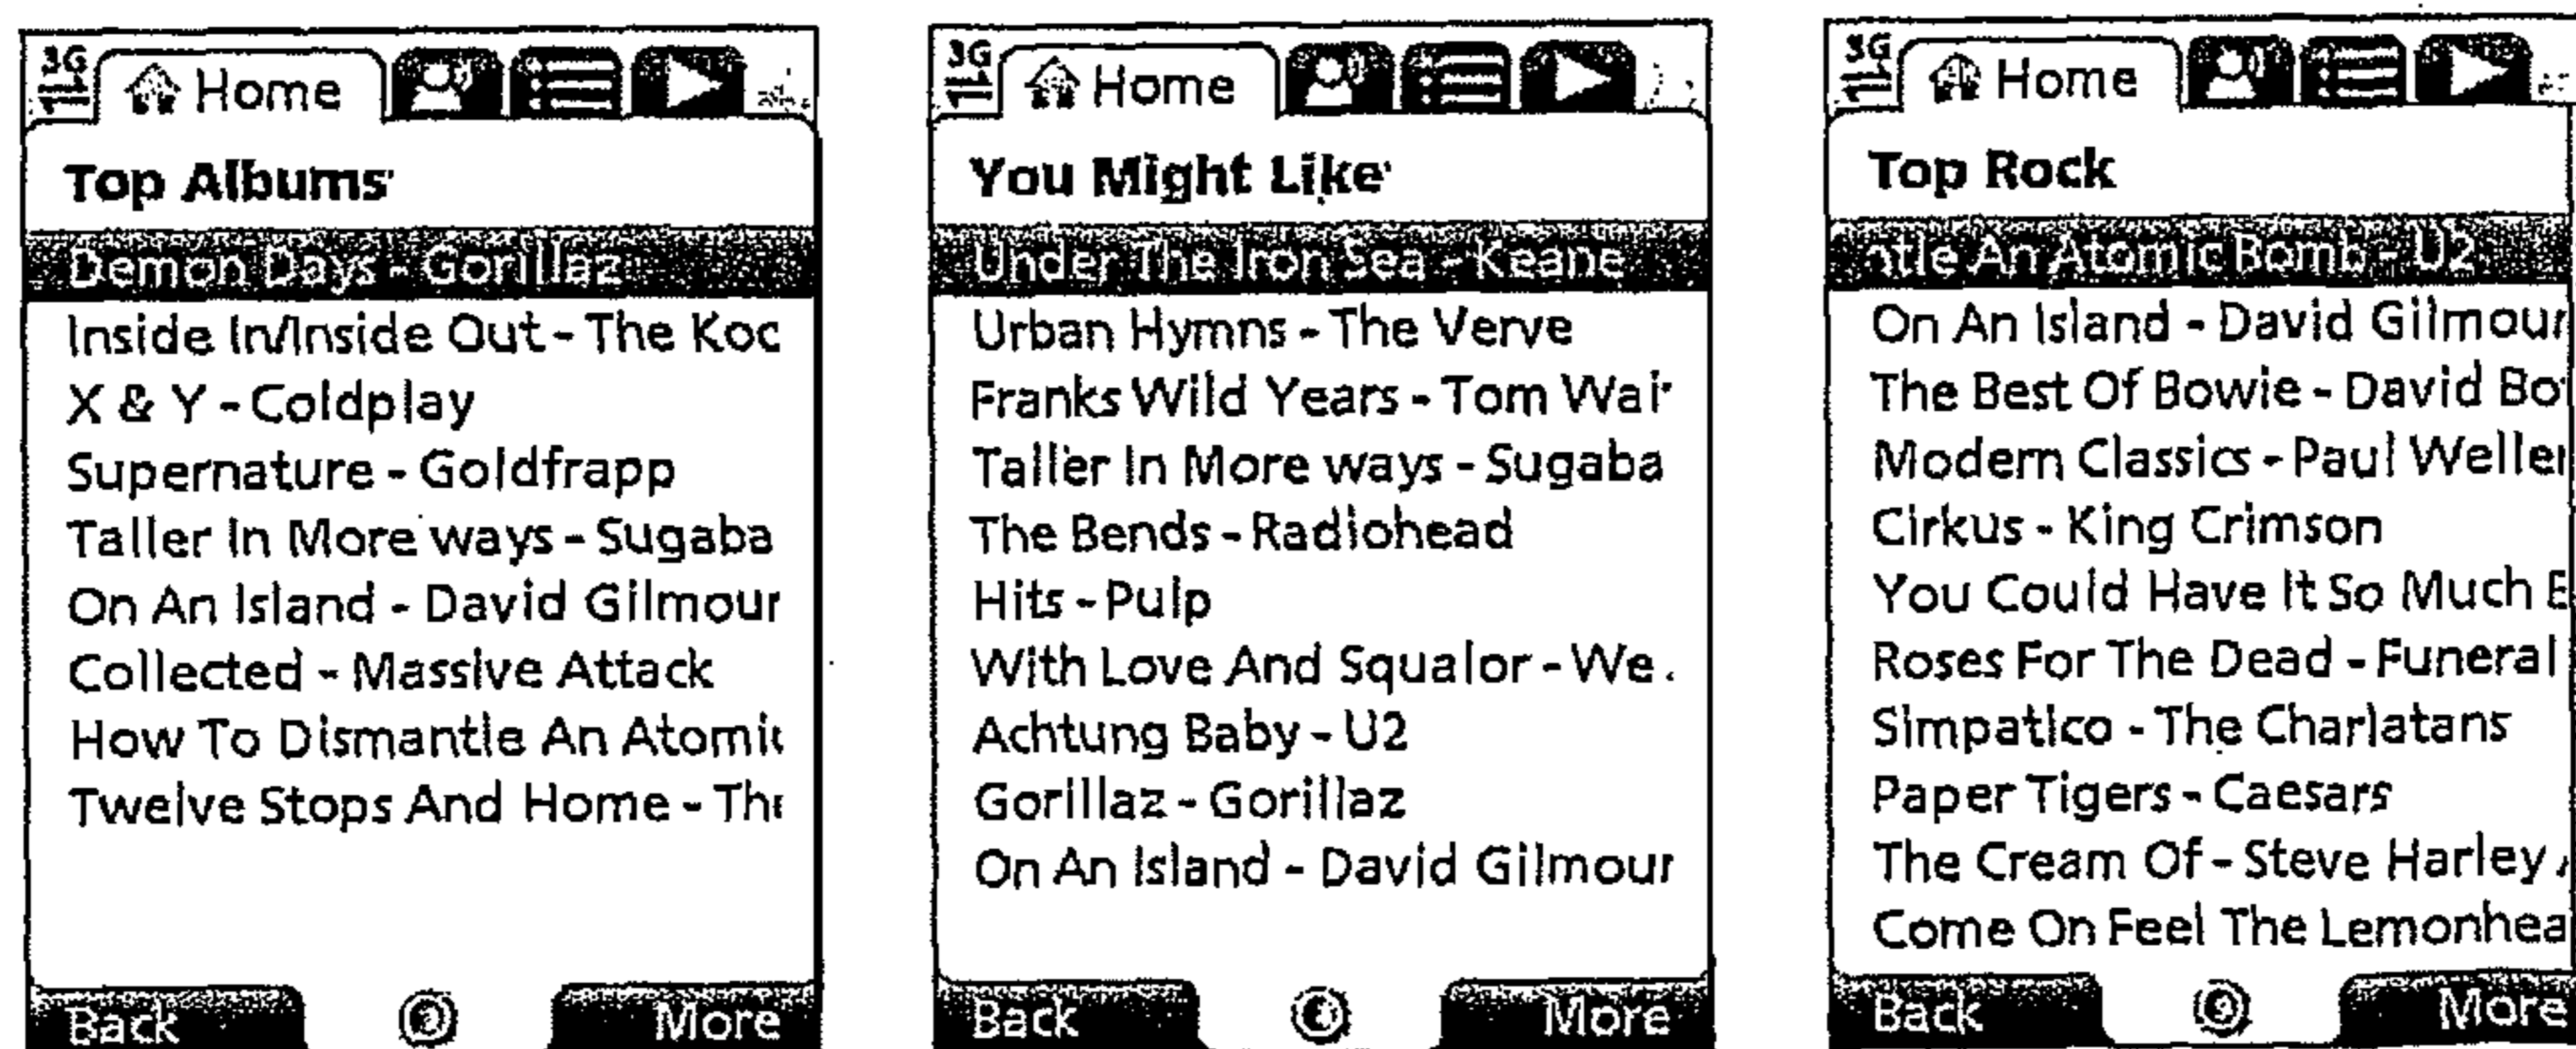 3G Home
Top Albums
Demon Days - Gorillaz
Inside In/Inside Out - The Koo
X & Y - Coldplay
Supernature - Goldfrapp
Taller In More ways - Sugaba
On An Island - David Gilmour
Collected - Massive Attack
How To Dismantle An Atomic
Twelve Stops And Home - The
Back More
3G Home
You Might Like
Under The Iron Sea - Keane
Urban Hymns - The Verve
Franks Wild Years - Tom Wai
Taller In More ways - Sugaba
The Bends - Radiohead
Hits - Pulp
With Love And Squalor - We
Achtung Baby - U2
Gorillaz - Gorillaz
On An Island - David Gilmour
Back More
3G Home
Top Rock
ntle An Atomic Bomb - U2
On An Island - David Gilmour
The Best Of Bowie - David Bo
Modern Classics - Paul Weller
Cirkus - King Crimson
You Could Have It So Much B
Roses For The Dead - Funeral
Simpatico - The Charlatans
Paper Tigers - Caesars
The Cream Of - Steve Harley
Come On Feel The Lemonhea
Back More